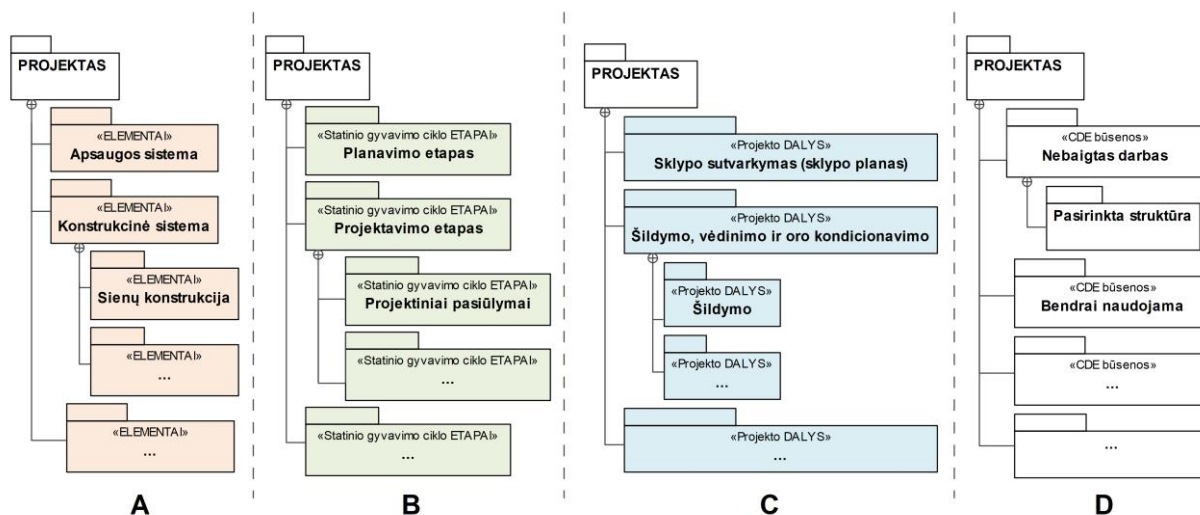 PROJEKTAS
«ELEMENTAI»
Apsaugos sistema
«ELEMENTAI»
Konstrukcinė sistema
«ELEMENTAI»
Sienų konstrukcija
«ELEMENTAI»
...
«ELEMENTAI»
...
A
PROJEKTAS
«Statinio gyvavimo ciklo ETAPAI»
Planavimo etapas
«Statinio gyvavimo ciklo ETAPAI»
Projektavimo etapas
«Statinio gyvavimo ciklo ETAPAI»
Projektiniai pasiūlymai
«Statinio gyvavimo ciklo ETAPAI»
...
«Statinio gyvavimo ciklo ETAPAI»
...
B
PROJEKTAS
«Projekto DALYS»
Sklypo sutvarkymas (sklypo planas)
«Projekto DALYS»
Šildymo, vėdinimo ir oro kondicionavimo
«Projekto DALYS»
Šildymo
«Projekto DALYS»
...
«Projekto DALYS»
...
C
PROJEKTAS
«CDE būsenos»
Nebaigtas darbas
Pasirinkta struktūra
«CDE būsenos»
Bendrai naudojama
«CDE būsenos»
...
...
D